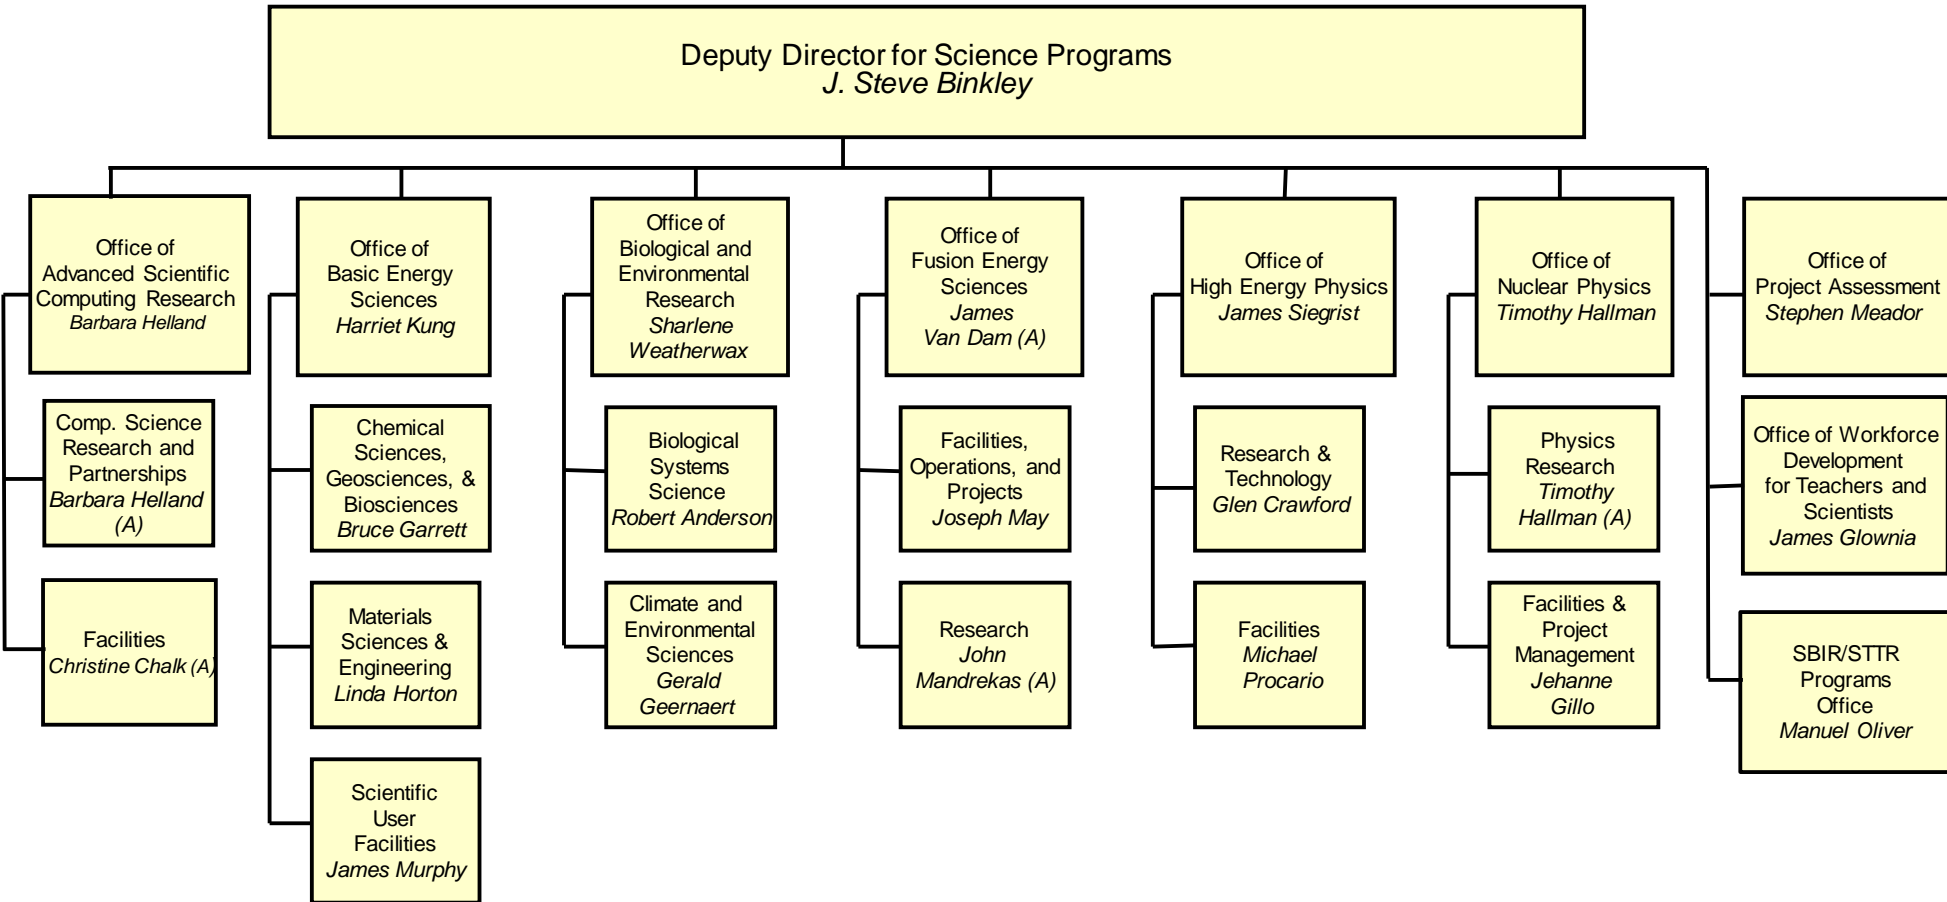 Deputy Director for Science Programs
J. Steve Binkley
Office of
Advanced Scientific
Computing Research
Barbara Helland
Comp. Science
Research and
Partnerships
Barbara Helland
(A)
Facilities
Christine Chalk (A)
Office of
Basic Energy
Sciences
Harriet Kung
Chemical
Sciences,
Geosciences, &
Biosciences
Bruce Garrett
Materials
Sciences &
Engineering
Linda Horton
Scientific
User
Facilities
James Murphy
Office of
Biological and
Environmental
Research
Sharlene
Weatherwax
Biological
Systems
Science
Robert Anderson
Climate and
Environmental
Sciences
Gerald
Geernaert
Office of
Fusion Energy
Sciences
James
Van Dam (A)
Facilities,
Operations, and
Projects
Joseph May
Research
John
Mandrekas (A)
Office of
High Energy Physics
James Siegrist
Research &
Technology
Glen Crawford
Facilities
Michael
Procario
Office of
Nuclear Physics
Timothy Hallman
Physics
Research
Timothy
Hallman (A)
Facilities &
Project
Management
Jehanne
Gillo
Office of
Project Assessment
Stephen Meador
Office of Workforce
Development
for Teachers and
Scientists
James Glownia
SBIR/STTR
Programs
Office
Manuel Oliver